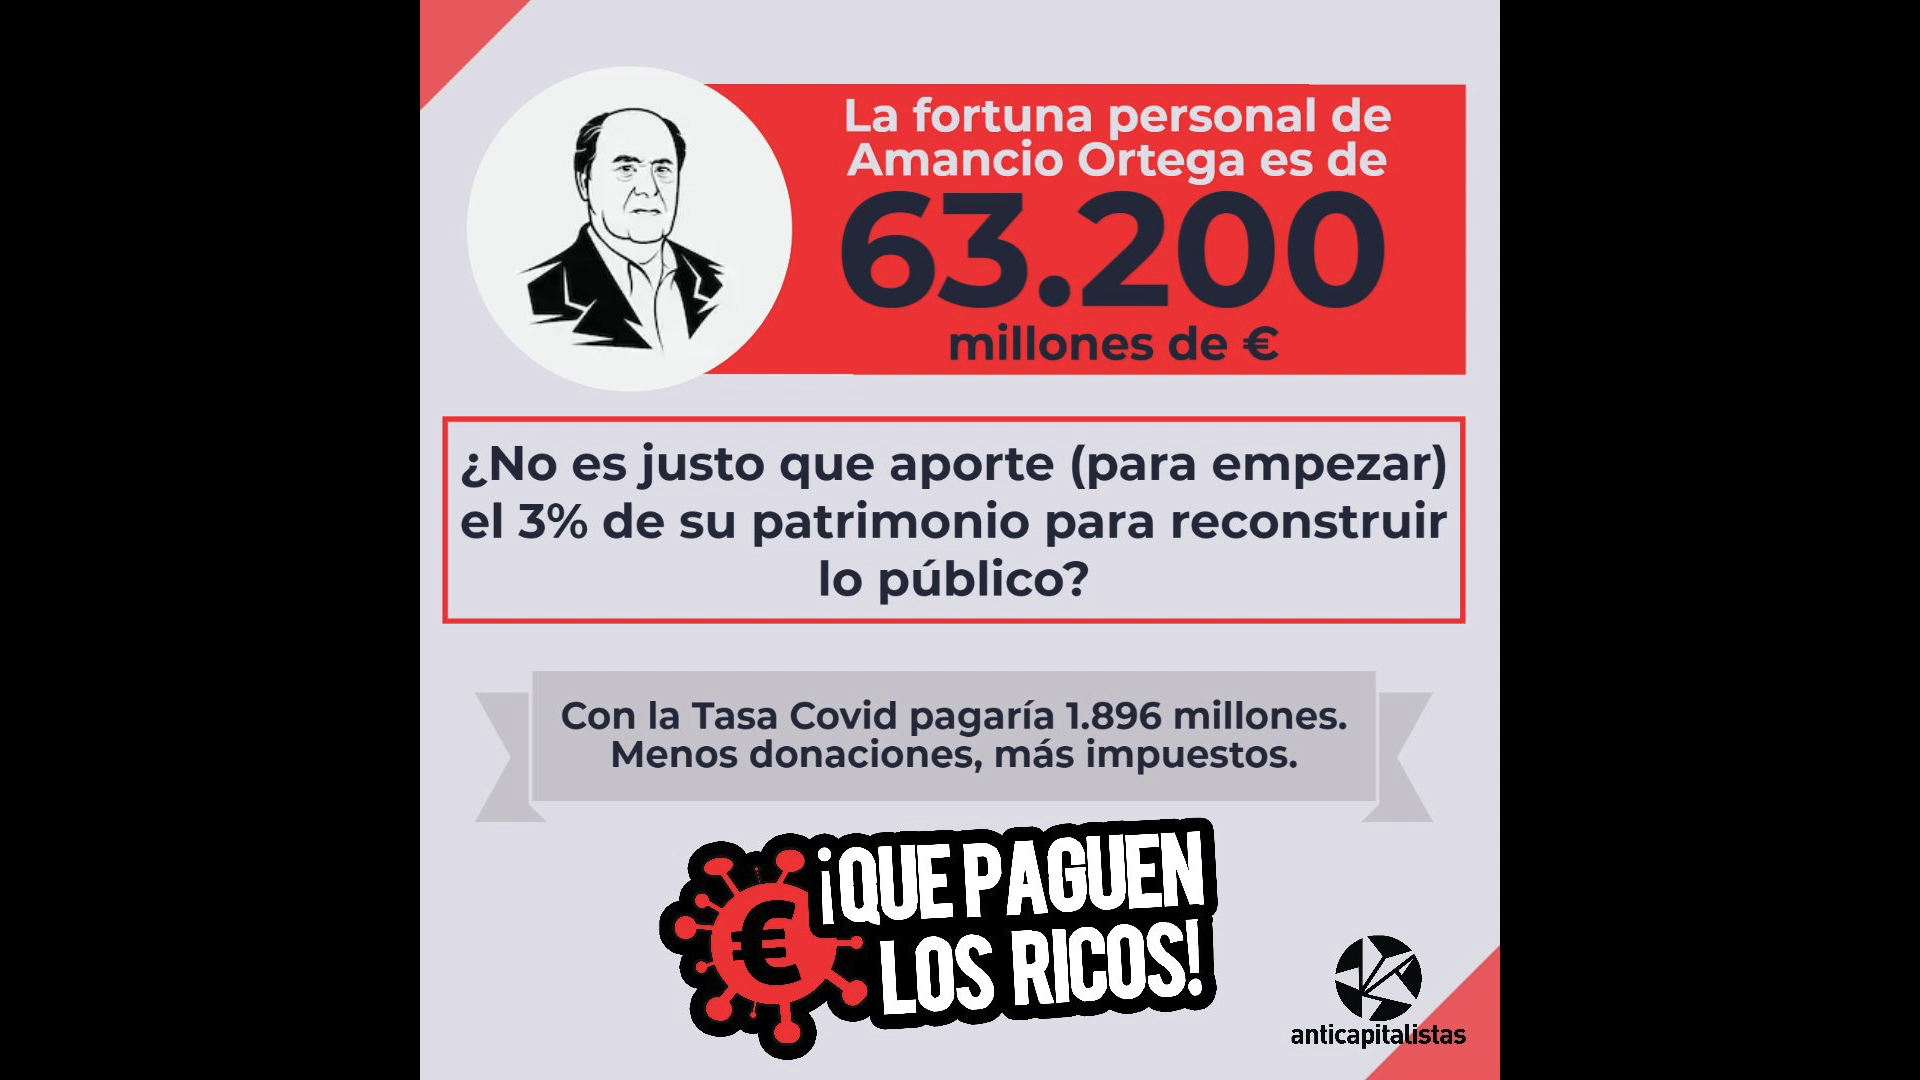 La fortuna personal de
Amancio Ortega es de
63.200
millones de €
¿No es justo que aporte (para empezar)
el 3% de su patrimonio para reconstruir
lo público?
Con la Tasa Covid pagaría 1.896 millones.
Menos donaciones, más impuestos.
€
¡QUE PAGUEN
LOS RICOS!
anticapitalistas